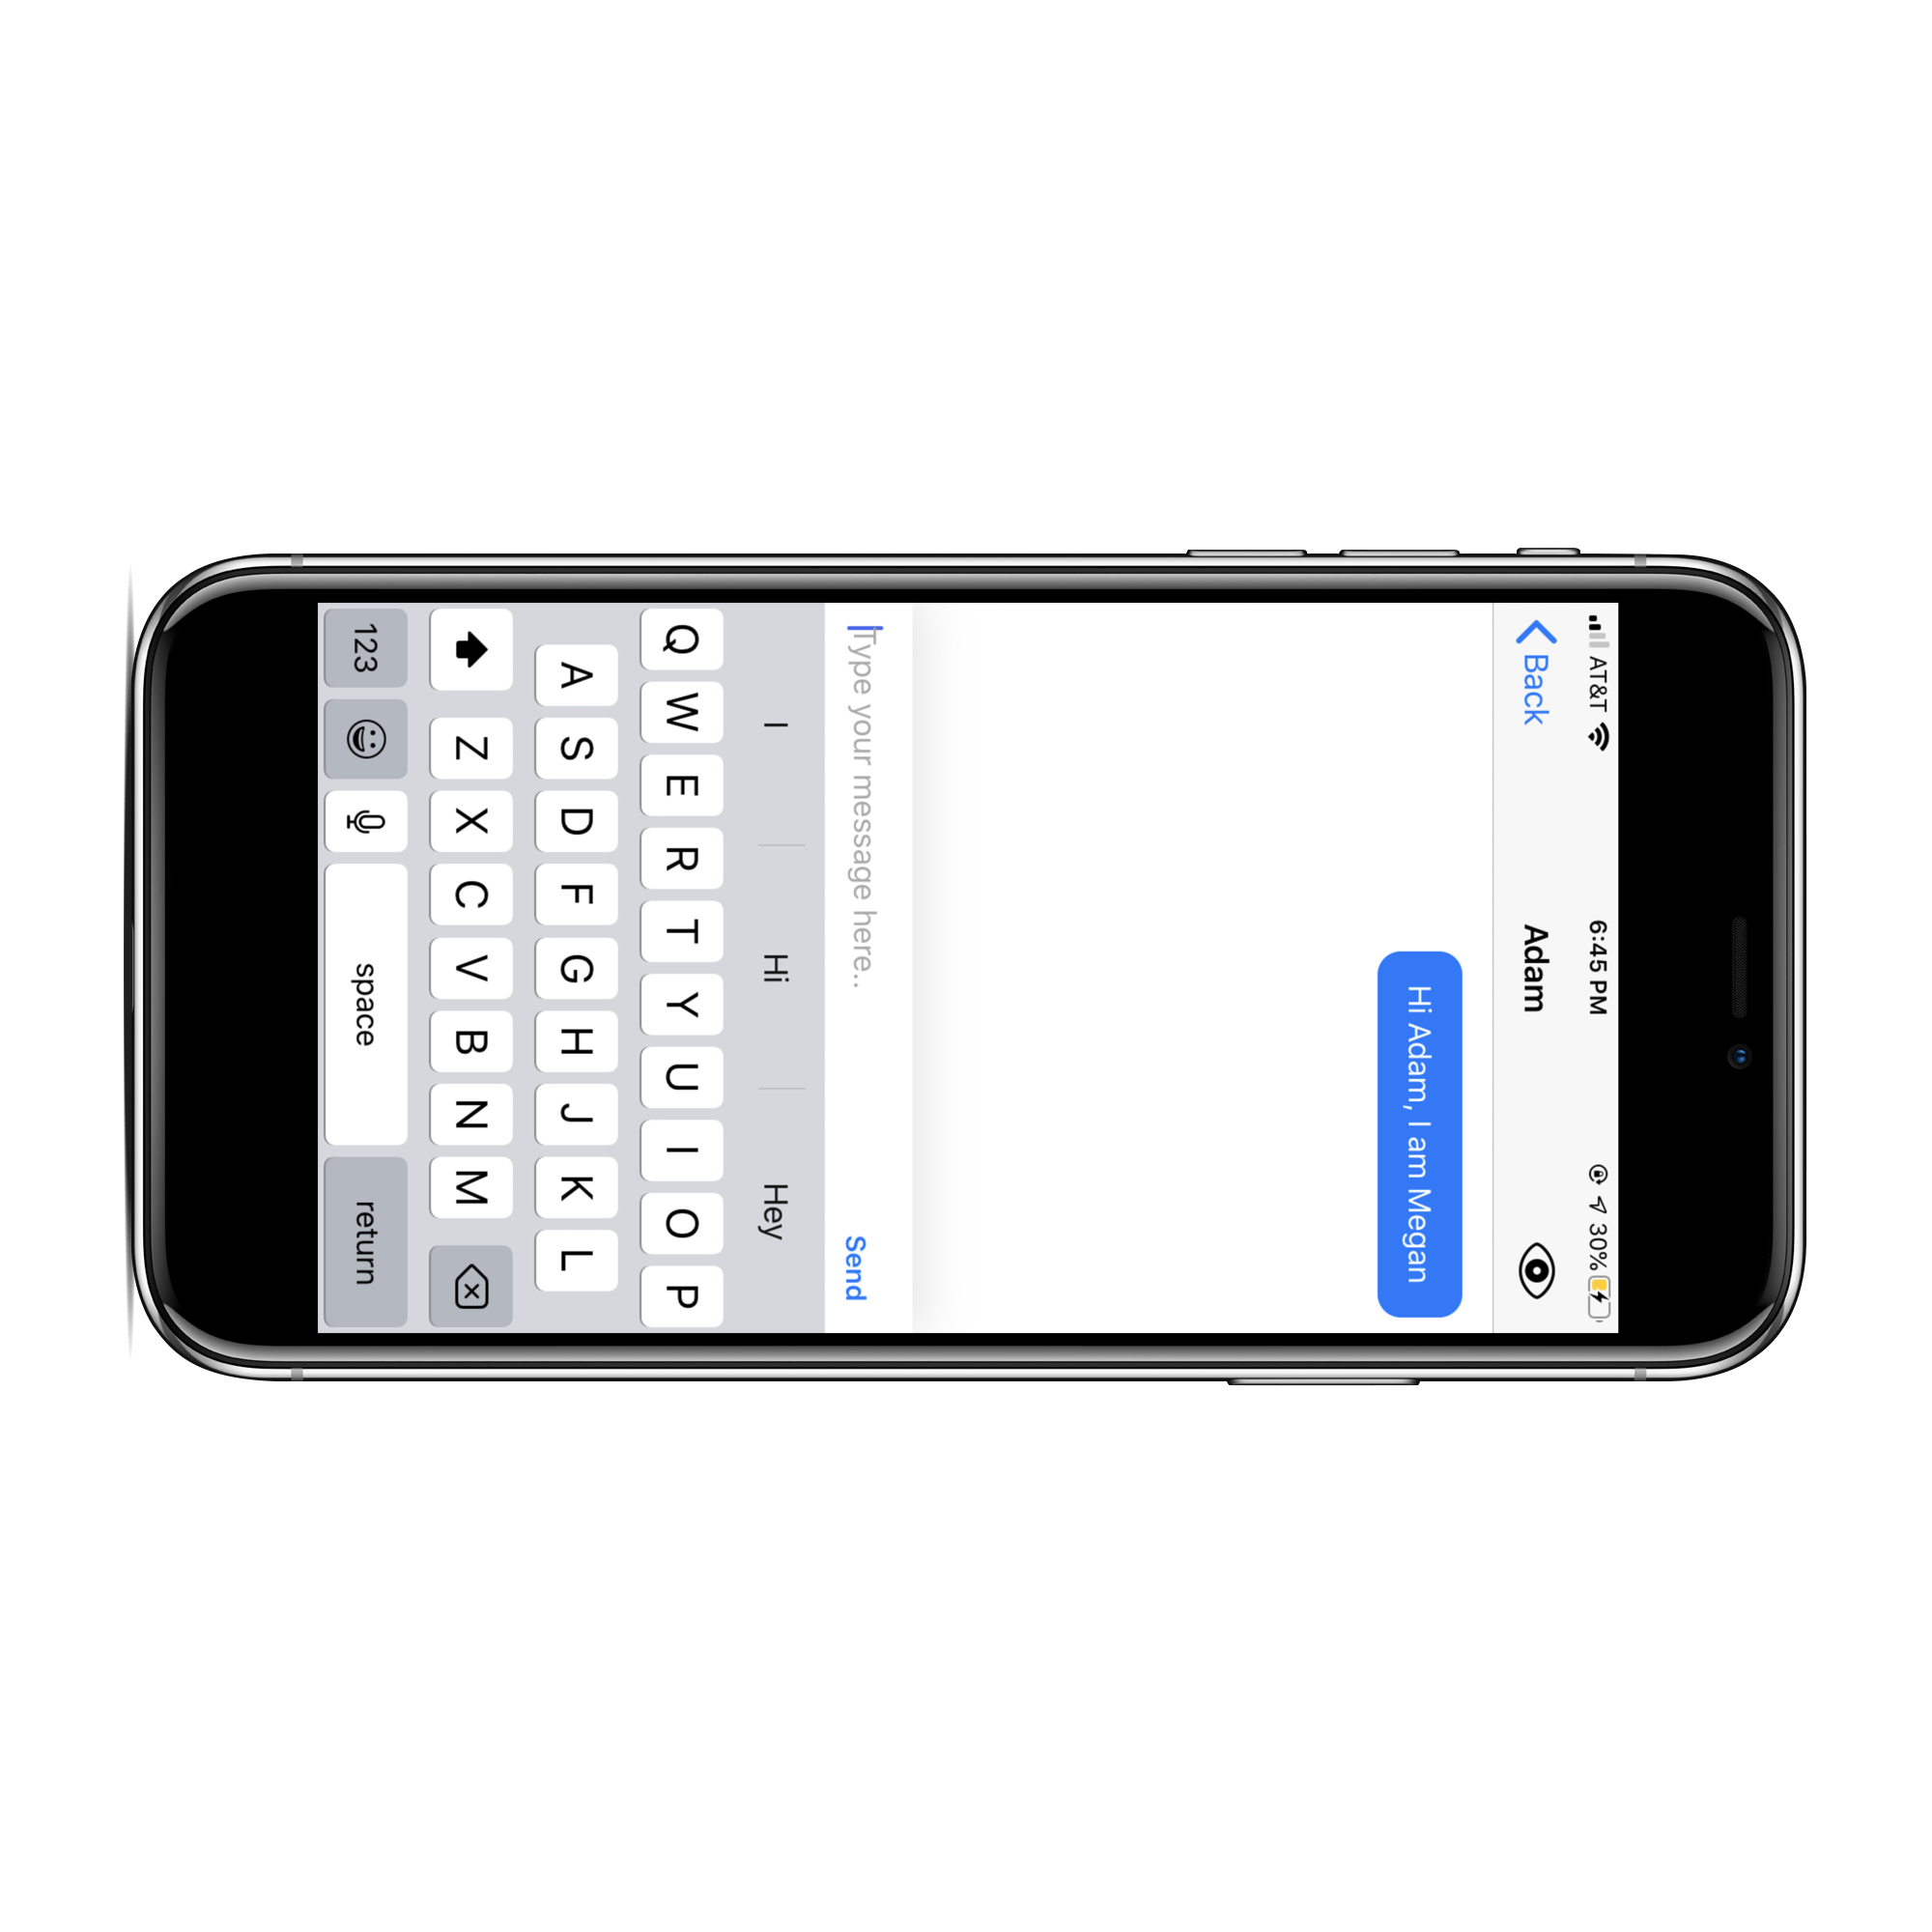 AT&T 6:45 PM 30%
Back Adam
Hi Adam, I am Megan
Type your message here.. Send
I Hi Hey
Q W E R T Y U I O P
A S D F G H J K L
Z X C V B N M
123 space return